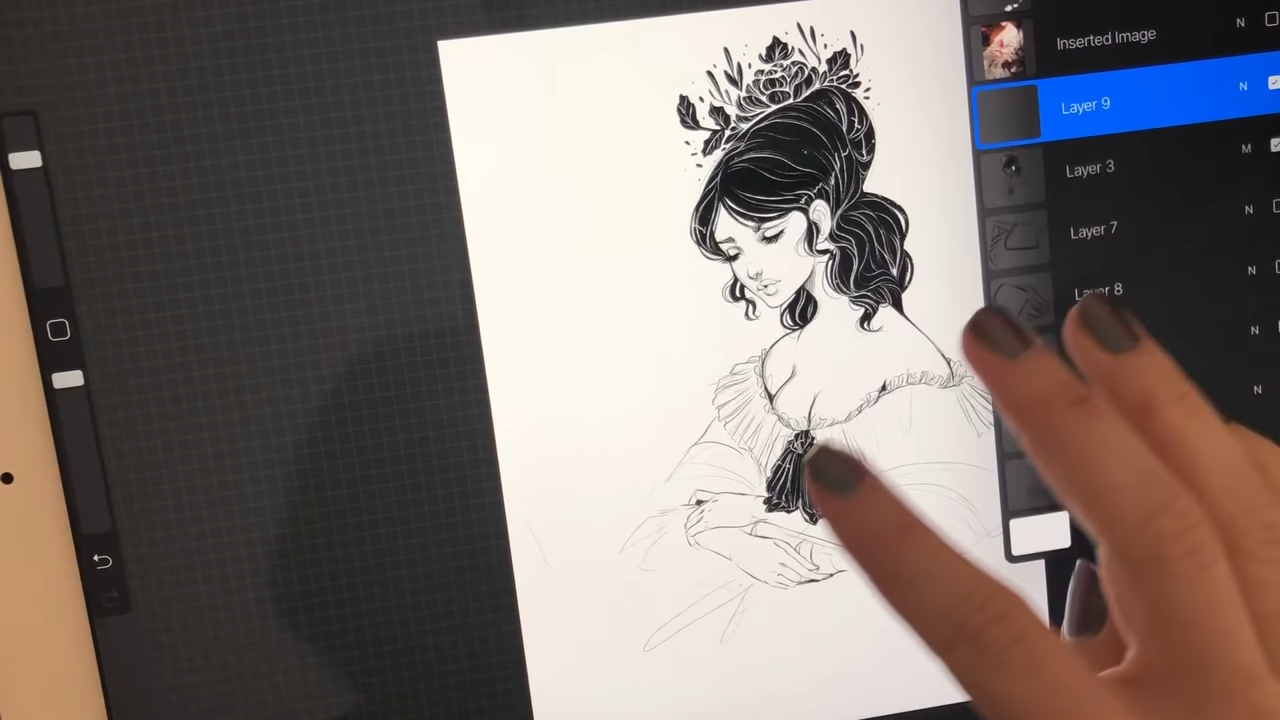 Inserted Image N
Layer 9 N
Layer 3 M
Layer 7 N
Layer 8 N
N
N